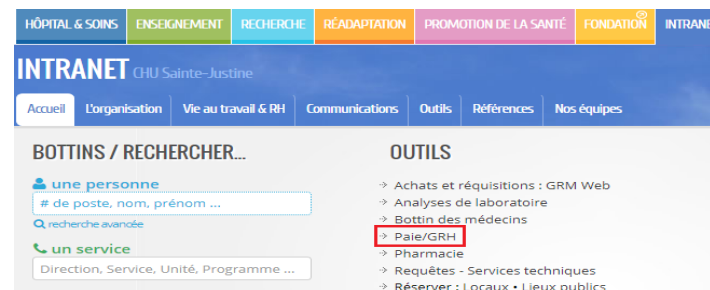 HÔPITAL & SOINS ENSEIGNEMENT RECHERCHE RÉADAPTATION PROMOTION DE LA SANTÉ FONDATION INTRANE
INTRANET CHU Sainte-Justine
Accueil L'organisation Vie au travail & RH Communications Outils Références Nos équipes
BOTTINS / RECHERCHER...
une personne
# de poste, nom, prénom ...
recherche avancée
un service
Direction, Service, Unité, Programme ...
OUTILS
Achats et réquisitions : GRM Web
Analyses de laboratoire
Bottin des médecins
Paie/GRH
Pharmacie
Requêtes - Services techniques
Réserver : Locaux • Lieux publics